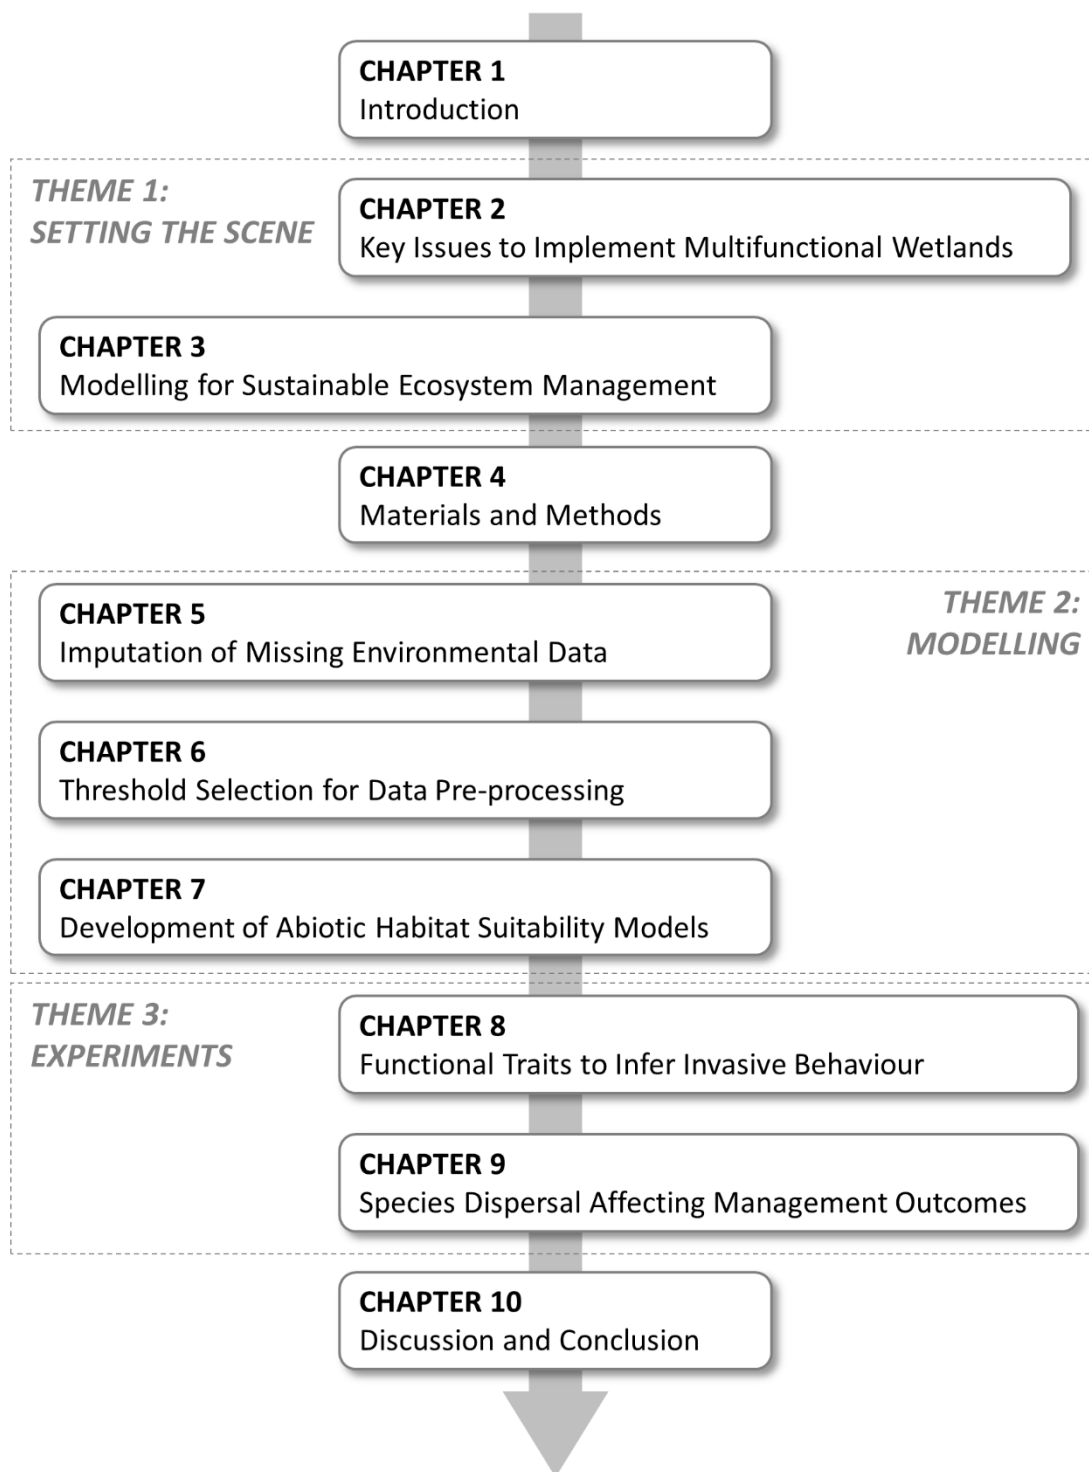 CHAPTER 1
Introduction
THEME 1:
SETTING THE SCENE
CHAPTER 2
Key Issues to Implement Multifunctional Wetlands
CHAPTER 3
Modelling for Sustainable Ecosystem Management
CHAPTER 4
Materials and Methods
THEME 2:
MODELLING
CHAPTER 5
Imputation of Missing Environmental Data
CHAPTER 6
Threshold Selection for Data Pre-processing
CHAPTER 7
Development of Abiotic Habitat Suitability Models
THEME 3:
EXPERIMENTS
CHAPTER 8
Functional Traits to Infer Invasive Behaviour
CHAPTER 9
Species Dispersal Affecting Management Outcomes
CHAPTER 10
Discussion and Conclusion